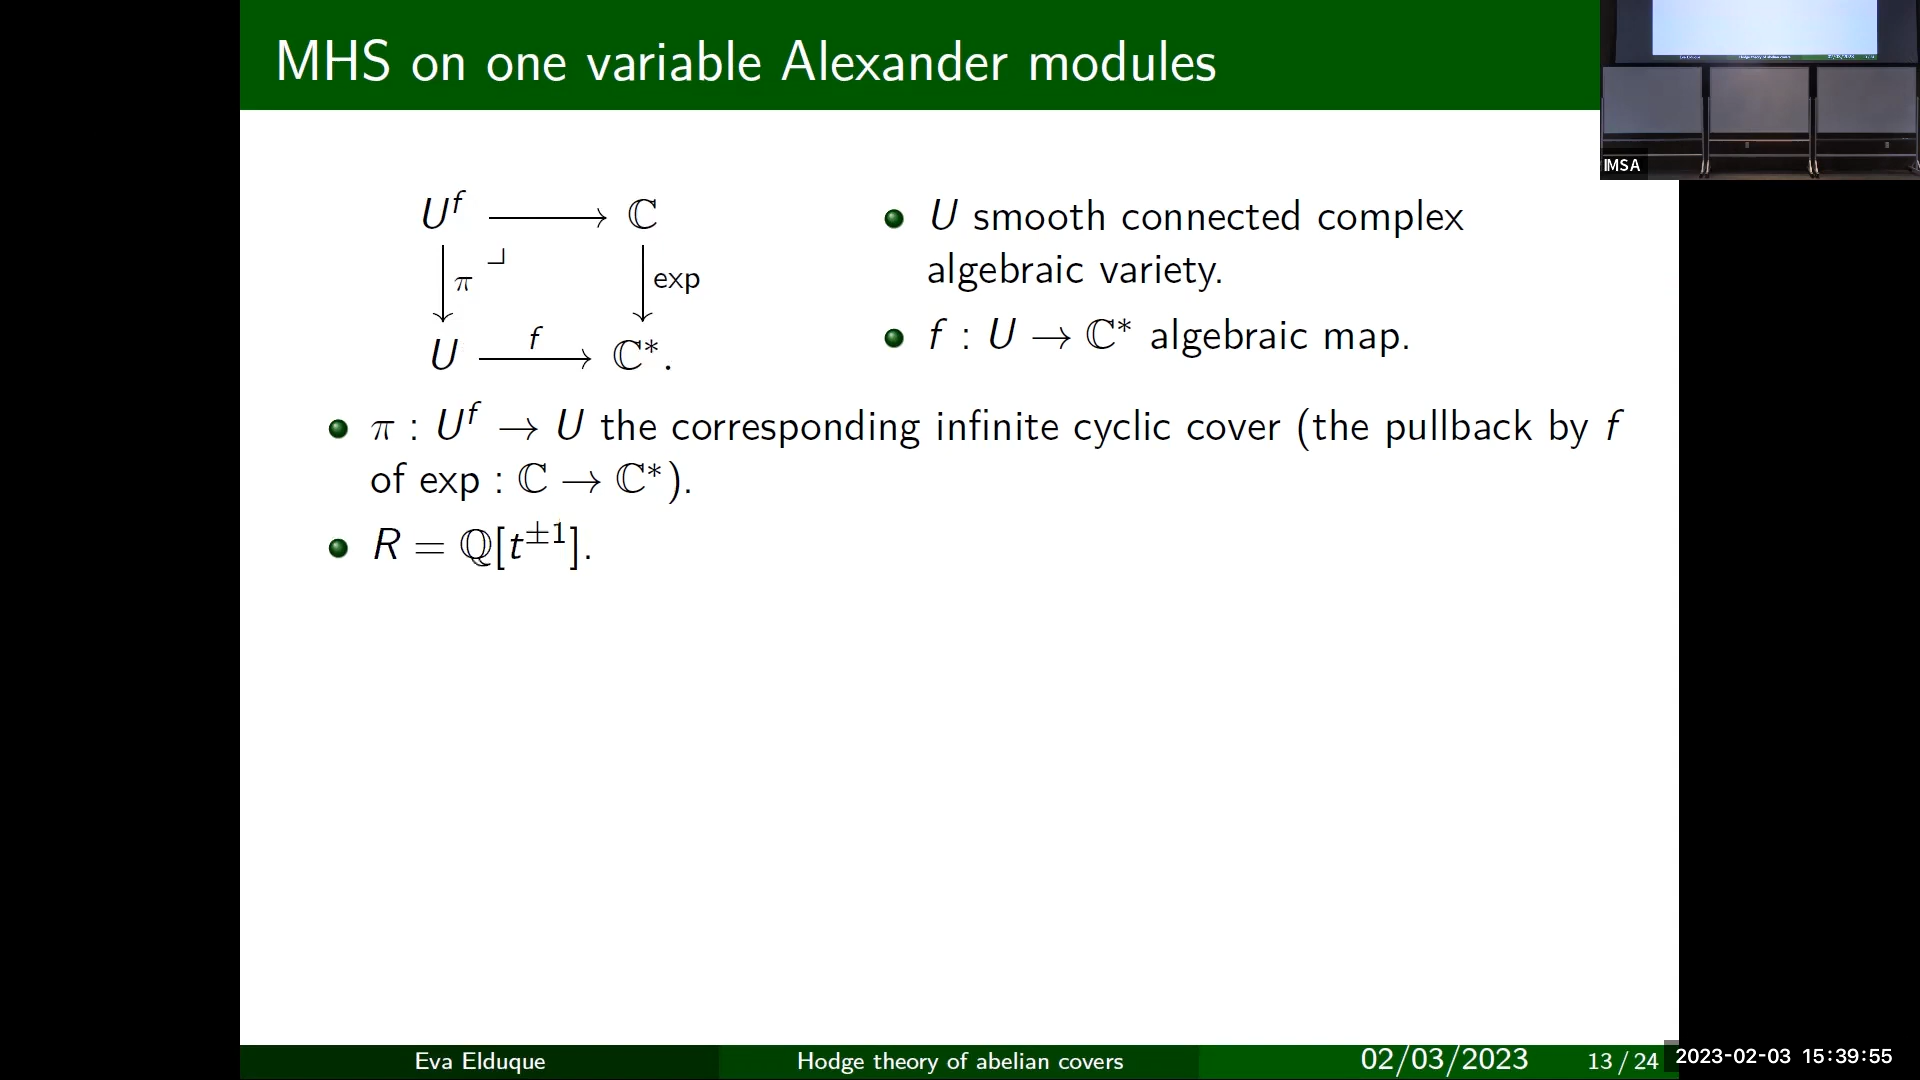 MHS on one variable Alexander modules
IMSA
U^f ⟶ ℂ
π exp
U ⟶ ℂ*.
f
• U smooth connected complex
algebraic variety.
• f : U → ℂ* algebraic map.
• π : U^f → U the corresponding infinite cyclic cover (the pullback by f
of exp : ℂ → ℂ*).
• R = ℚ[t^±1].
Eva Elduque Hodge theory of abelian covers 02/03/2023 13 / 24
2023-02-03 15:39:55